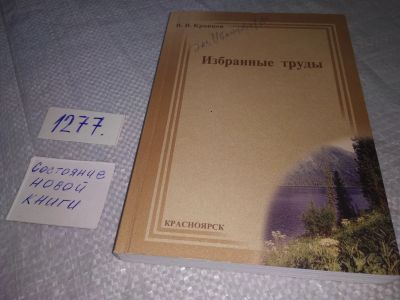 1277.
Состояние
новой
книги
Избранные труды
КРАСНОЯРСК